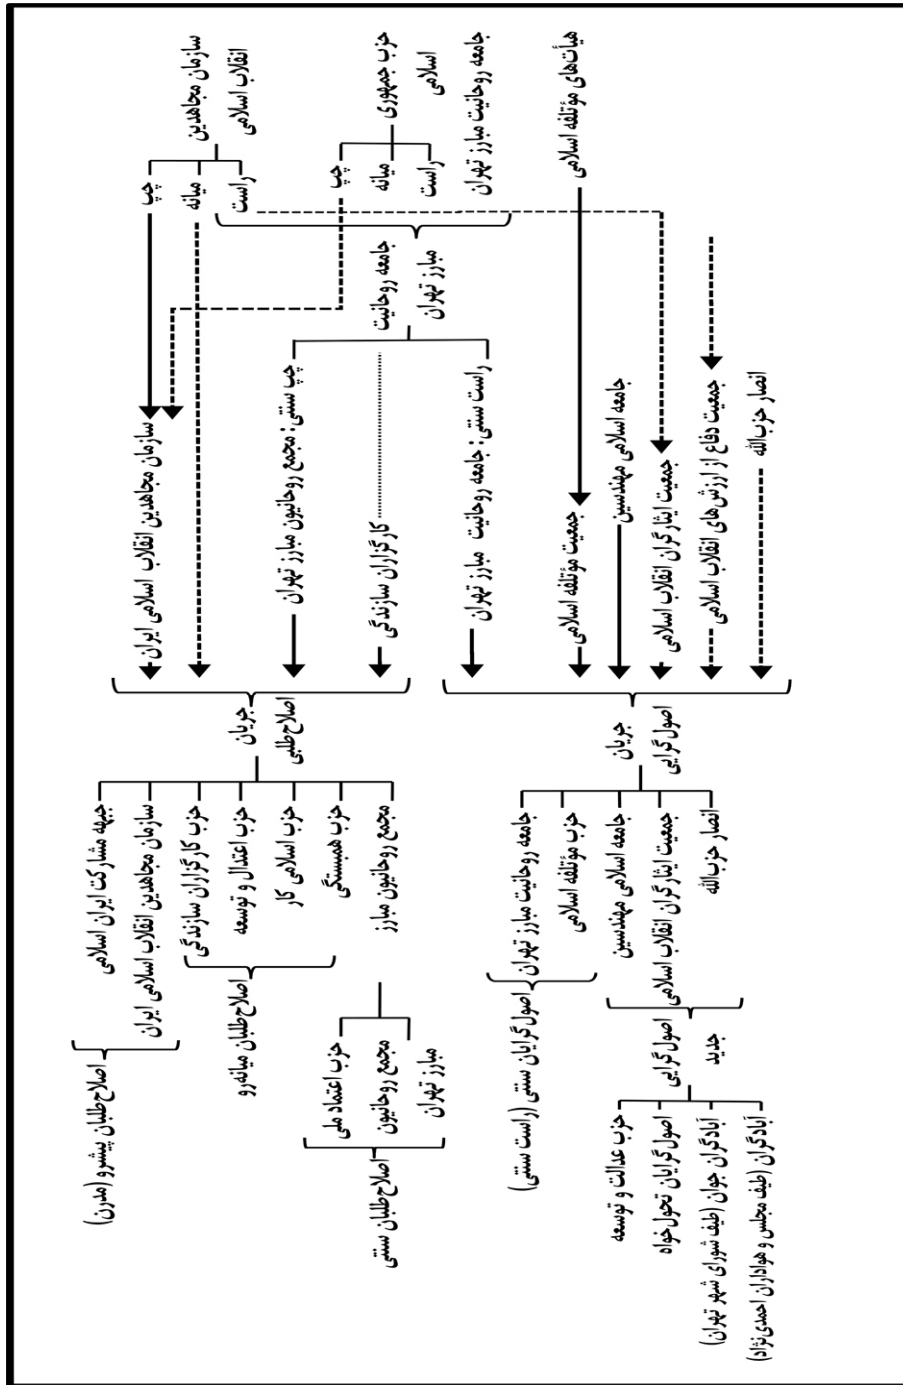 سازمان مجاهدین
انقلاب اسلامی
چپ
میانه
راست
حزب جمهوری
اسلامی
چپ
میانه
راست
جامعه روحانیت مبارز تهران
هیأت‌های مؤتلفه اسلامی
جامعه روحانیت
مبارز تهران
سازمان مجاهدین انقلاب اسلامی ایران
چپ سنتی: مجمع روحانیون مبارز تهران
کارگزاران سازندگی
راست سنتی: جامعه روحانیت مبارز تهران
جمعیت مؤتلفه اسلامی
جامعه اسلامی مهندسین
جمعیت ایثارگران انقلاب اسلامی
جمعیت دفاع از ارزش‌های انقلاب اسلامی
انصار حزب‌الله
جریان
اصلاح‌طلبی
جریان
اصول‌گرایی
جبهه مشارکت ایران اسلامی
سازمان مجاهدین انقلاب اسلامی ایران
حزب کارگزاران سازندگی
حزب اعتدال و توسعه
حزب اسلامی کار
حزب همبستگی
مجمع روحانیون مبارز
جامعه روحانیت مبارز تهران
حزب مؤتلفه اسلامی
جامعه اسلامی مهندسین
جمعیت ایثارگران انقلاب اسلامی
انصار حزب‌الله
اصلاح‌طلبان پیشرو (مدرن)
اصلاح‌طلبان میانه‌رو
حزب اعتماد ملی
مجمع روحانیون
مبارز تهران
اصلاح‌طلبان سنتی
اصول‌گرایان سنتی (راست سنتی)
اصول‌گرایی
جدید
حزب عدالت و توسعه
اصول‌گرایان تحول‌خواه
آبادگران جوان (طیف شورای شهر تهران)
آبادگران (طیف مجلس و هواداران احمدی‌نژاد)